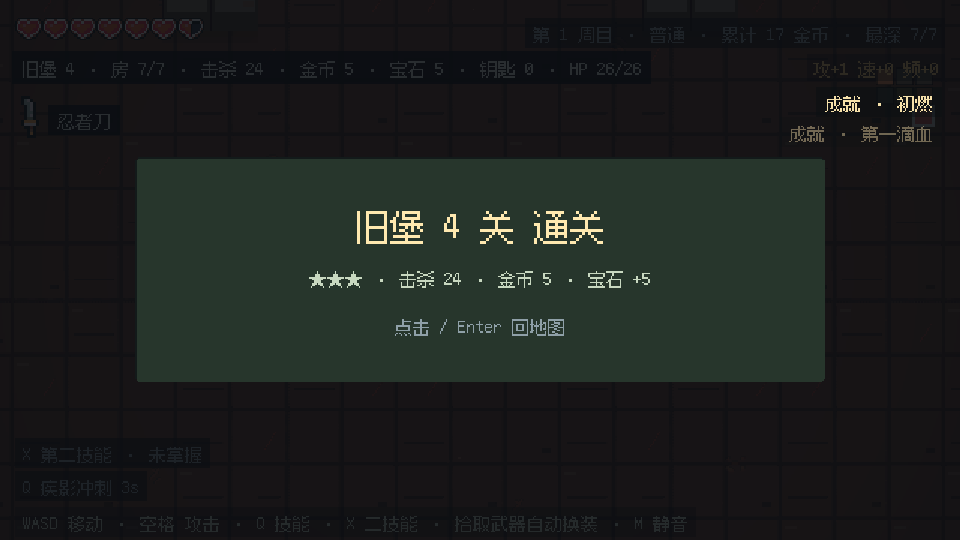 第 1 周目 · 普通 · 累计 17 金币 · 最深 7/7
旧堡 4 · 房 7/7 · 击杀 24 · 金币 5 · 宝石 5 · 钥匙 0 · HP 26/26
攻+1 速+0 频+0
成就 · 初燃
忍者刀
成就 · 第一滴血
旧堡 4 关 通关
★★★ · 击杀 24 · 金币 5 · 宝石 +5
点击 / Enter 回地图
X 第二技能 · 未掌握
Q 疾影冲刺 3s
WASD 移动 · 空格 攻击 · Q 技能 · X 二技能 · 拾取武器自动换装 · M 静音